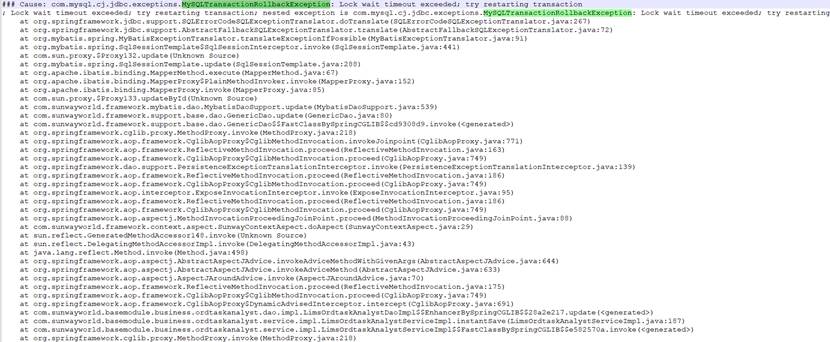 ### Cause: com.mysql.cj.jdbc.exceptions.MySQLTransactionRollbackException: Lock wait timeout exceeded; try restarting transaction
; Lock wait timeout exceeded; try restarting transaction; nested exception is com.mysql.cj.jdbc.exceptions.MySQLTransactionRollbackException: Lock wait timeout exceeded; try restarting
at org.springframework.jdbc.support.SQLErrorCodeSQLExceptionTranslator.doTranslate(SQLErrorCodeSQLExceptionTranslator.java:267)
at org.springframework.jdbc.support.AbstractFallbackSQLExceptionTranslator.translate(AbstractFallbackSQLExceptionTranslator.java:72)
at org.mybatis.spring.MyBatisExceptionTranslator.translateExceptionIfPossible(MyBatisExceptionTranslator.java:91)
at org.mybatis.spring.SqlSessionTemplate$SqlSessionInterceptor.invoke(SqlSessionTemplate.java:441)
at com.sun.proxy.$Proxy132.update(Unknown Source)
at org.mybatis.spring.SqlSessionTemplate.update(SqlSessionTemplate.java:288)
at org.apache.ibatis.binding.MapperMethod.execute(MapperMethod.java:67)
at org.apache.ibatis.binding.MapperProxy$PlainMethodInvoker.invoke(MapperProxy.java:152)
at org.apache.ibatis.binding.MapperProxy.invoke(MapperProxy.java:85)
at com.sun.proxy.$Proxy133.updateById(Unknown Source)
at com.sunwayworld.framework.mybatis.dao.MybatisDaoSupport.update(MybatisDaoSupport.java:539)
at com.sunwayworld.framework.support.base.dao.GenericDao.update(GenericDao.java:80)
at com.sunwayworld.framework.support.base.dao.GenericDao$$FastClassBySpringCGLIB$$cd9308d9.invoke(<generated>)
at org.springframework.cglib.proxy.MethodProxy.invoke(MethodProxy.java:218)
at org.springframework.aop.framework.CglibAopProxy$CglibMethodInvocation.invokeJoinpoint(CglibAopProxy.java:771)
at org.springframework.aop.framework.ReflectiveMethodInvocation.proceed(ReflectiveMethodInvocation.java:163)
at org.springframework.aop.framework.CglibAopProxy$CglibMethodInvocation.proceed(CglibAopProxy.java:749)
at org.springframework.dao.support.PersistenceExceptionTranslationInterceptor.invoke(PersistenceExceptionTranslationInterceptor.java:139)
at org.springframework.aop.framework.ReflectiveMethodInvocation.proceed(ReflectiveMethodInvocation.java:186)
at org.springframework.aop.framework.CglibAopProxy$CglibMethodInvocation.proceed(CglibAopProxy.java:749)
at org.springframework.aop.interceptor.ExposeInvocationInterceptor.invoke(ExposeInvocationInterceptor.java:95)
at org.springframework.aop.framework.ReflectiveMethodInvocation.proceed(ReflectiveMethodInvocation.java:186)
at org.springframework.aop.framework.CglibAopProxy$CglibMethodInvocation.proceed(CglibAopProxy.java:749)
at org.springframework.aop.aspectj.MethodInvocationProceedingJoinPoint.proceed(MethodInvocationProceedingJoinPoint.java:88)
at com.sunwayworld.framework.context.aspect.SunwayContextAspect.doAspect(SunwayContextAspect.java:29)
at sun.reflect.GeneratedMethodAccessor148.invoke(Unknown Source)
at sun.reflect.DelegatingMethodAccessorImpl.invoke(DelegatingMethodAccessorImpl.java:43)
at java.lang.reflect.Method.invoke(Method.java:498)
at org.springframework.aop.aspectj.AbstractAspectJAdvice.invokeAdviceMethodWithGivenArgs(AbstractAspectJAdvice.java:644)
at org.springframework.aop.aspectj.AbstractAspectJAdvice.invokeAdviceMethod(AbstractAspectJAdvice.java:633)
at org.springframework.aop.aspectj.AspectJAroundAdvice.invoke(AspectJAroundAdvice.java:70)
at org.springframework.aop.framework.ReflectiveMethodInvocation.proceed(ReflectiveMethodInvocation.java:175)
at org.springframework.aop.framework.CglibAopProxy$CglibMethodInvocation.proceed(CglibAopProxy.java:749)
at org.springframework.aop.framework.CglibAopProxy$DynamicAdvisedInterceptor.intercept(CglibAopProxy.java:691)
at com.sunwayworld.basemodule.business.ordtaskanalyst.dao.impl.LimsOrdtaskAnalystDaoImpl$$EnhancerBySpringCGLIB$$28a2e217.update(<generated>)
at com.sunwayworld.basemodule.business.ordtaskanalyst.service.impl.LimsOrdtaskAnalystServiceImpl.instantSave(LimsOrdtaskAnalystServiceImpl.java:187)
at com.sunwayworld.basemodule.business.ordtaskanalyst.service.impl.LimsOrdtaskAnalystServiceImpl$$FastClassBySpringCGLIB$$e582570a.invoke(<generated>)
at org.springframework.cglib.proxy.MethodProxy.invoke(MethodProxy.java:218)